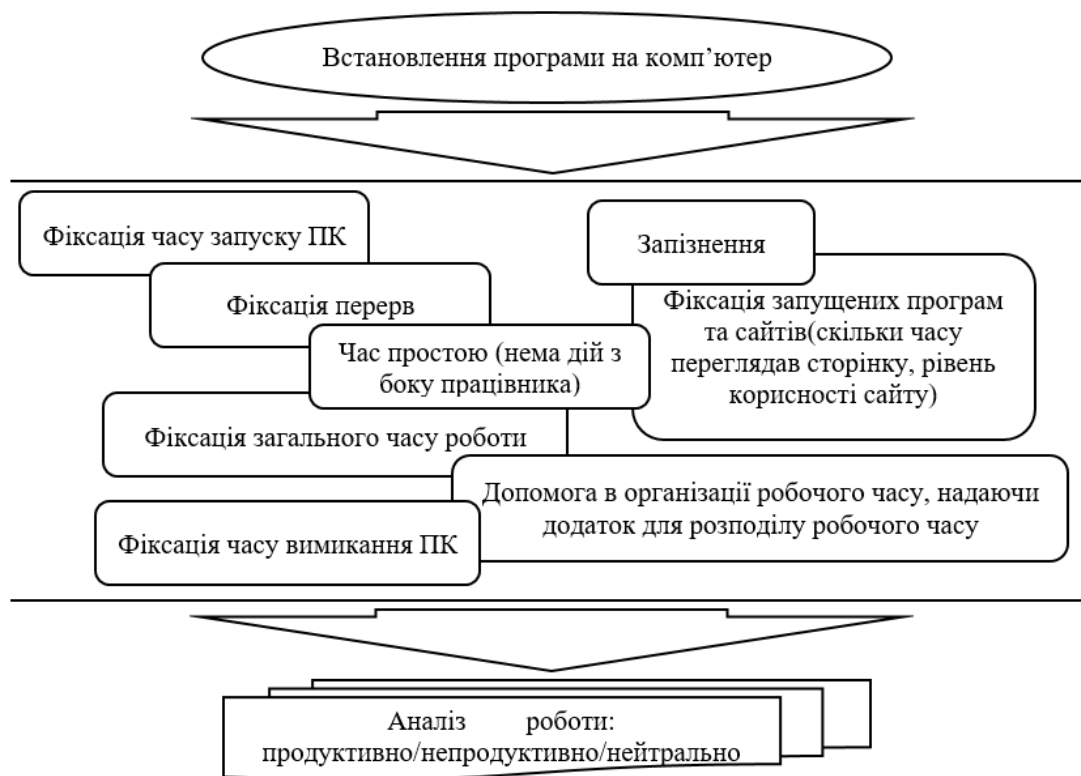 Встановлення програми на комп’ютер
Фіксація часу запуску ПК
Запізнення
Фіксація перерв
Фіксація запущених програм
та сайтів(скільки часу
переглядав сторінку, рівень
корисності сайту)
Час простою (нема дій з
боку працівника)
Фіксація загального часу роботи
Допомога в організації робочого часу, надаючи
додаток для розподілу робочого часу
Фіксація часу вимикання ПК
Аналіз роботи:
продуктивно/непродуктивно/нейтрально